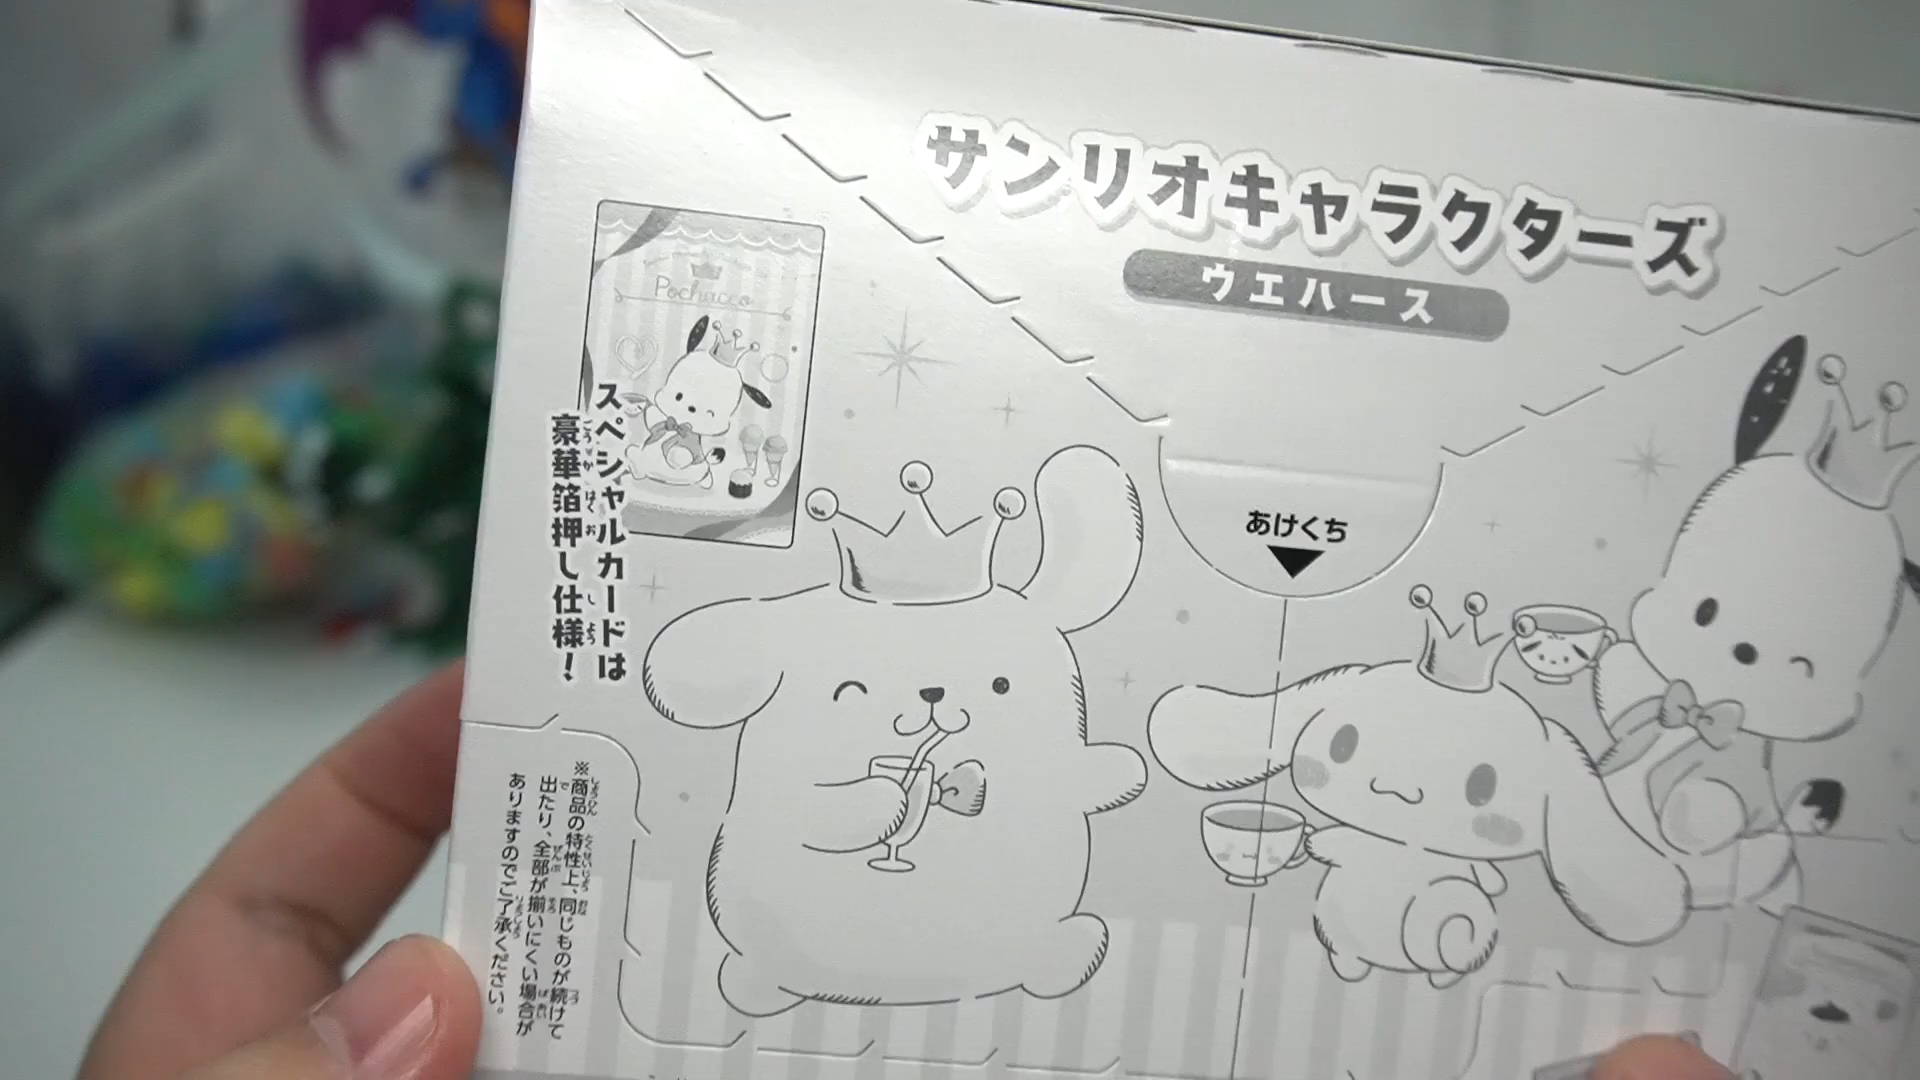 サンリオキャラクターズ
ウエハース
Pochacco
スペシャルカードは
豪華箔押し仕様!
あけくち
※商品の特性上、同じものが続けて
出たり、全部が揃いにくい場合が
ありますのでご了承ください。